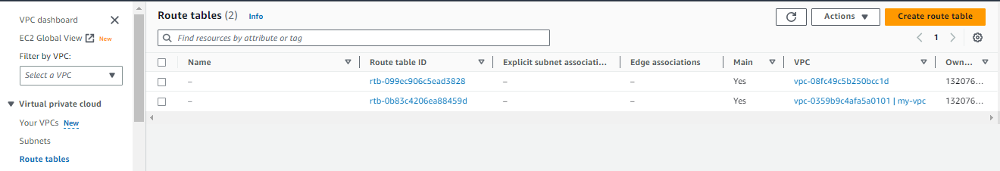 VPC dashboard
EC2 Global View New
Filter by VPC:
Select a VPC
Virtual private cloud
Your VPCs New
Subnets
Route tables
Route tables (2) Info
Actions
Create route table
Find resources by attribute or tag
1
Name Route table ID Explicit subnet associati... Edge associations Main VPC Own...
– rtb-099ec906c5ead3828 – – Yes vpc-08fc49c5b250bcc1d 132076...
– rtb-0b83c4206ea88459d – – Yes vpc-0359b9c4afa5a0101 | my-vpc 132076...